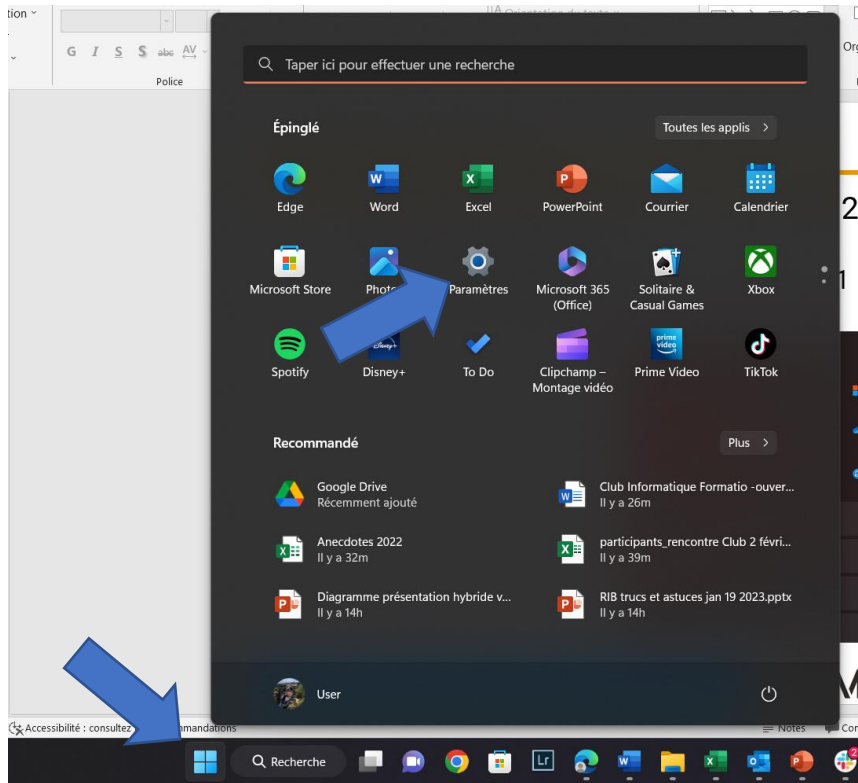 G I S S abc AV
Police
Taper ici pour effectuer une recherche
Épinglé
Toutes les applis >
Edge Word Excel PowerPoint Courrier Calendrier
Microsoft Store Paramètres Microsoft 365 (Office) Solitaire & Casual Games Xbox
Spotify Disney+ To Do Clipchamp – Montage vidéo Prime Video TikTok
Recommandé
Plus >
Google Drive
Récemment ajouté
Club Informatique Formatio -ouver...
Il y a 26m
Anecdotes 2022
Il y a 32m
participants_rencontre Club 2 févri...
Il y a 39m
Diagramme présentation hybride v...
Il y a 14h
RIB trucs et astuces jan 19 2023.pptx
Il y a 14h
User
Accessibilité : consultez
Notes
Recherche